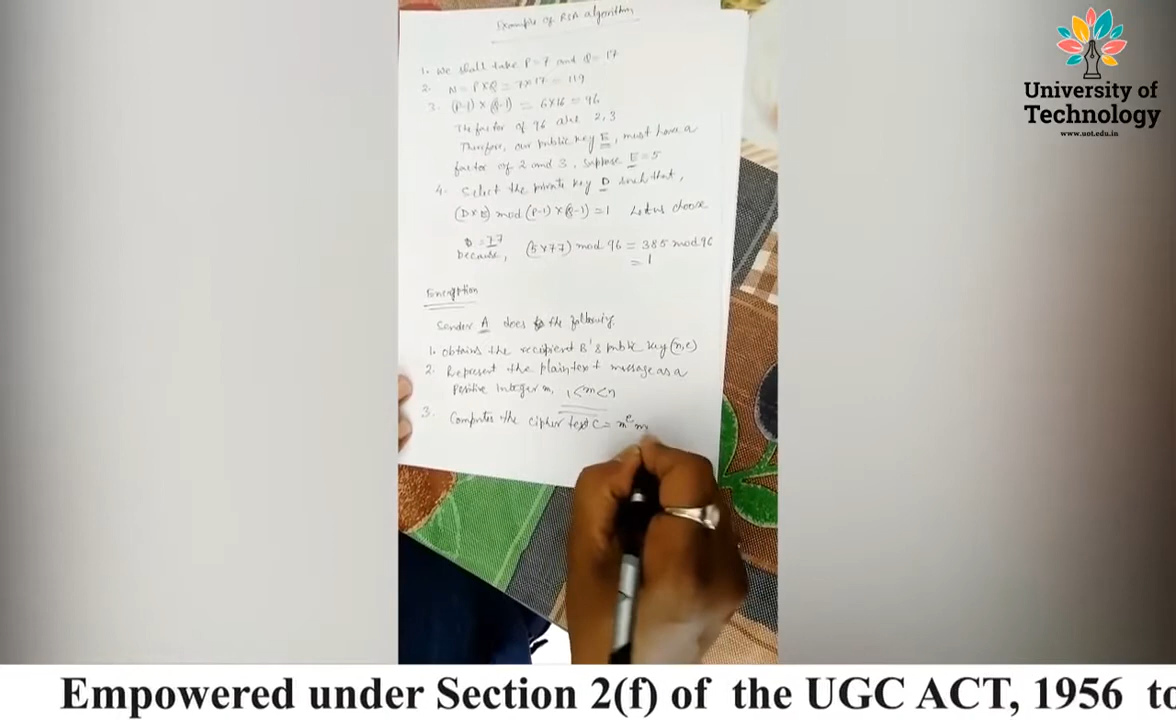 Example of RSA algorithm
1. We shall take P = 7 and Q = 17
2. N = P × Q = 7 × 17 = 119
3. (P-1) × (Q-1) = 6 × 16 = 96
The factor of 96 are 2, 3
Therefore, our public key E, must have a
factor of 2 and 3, suppose E = 5
4. Select the private key D such that,
(D × E) mod (P-1) × (Q-1) = 1 Let us choose
D = 77
because, (5 × 77) mod 96 = 385 mod 96
= 1
Encryption
Sender A does the following.
1. Obtains the recipient B's public key (n, e)
2. Represent the plaintext message as a
positive integer m, 1 < m < n
3. Computes the cipher text C = m^e m
University of
Technology
www.uot.edu.in
Empowered under Section 2(f) of the UGC ACT, 1956 to